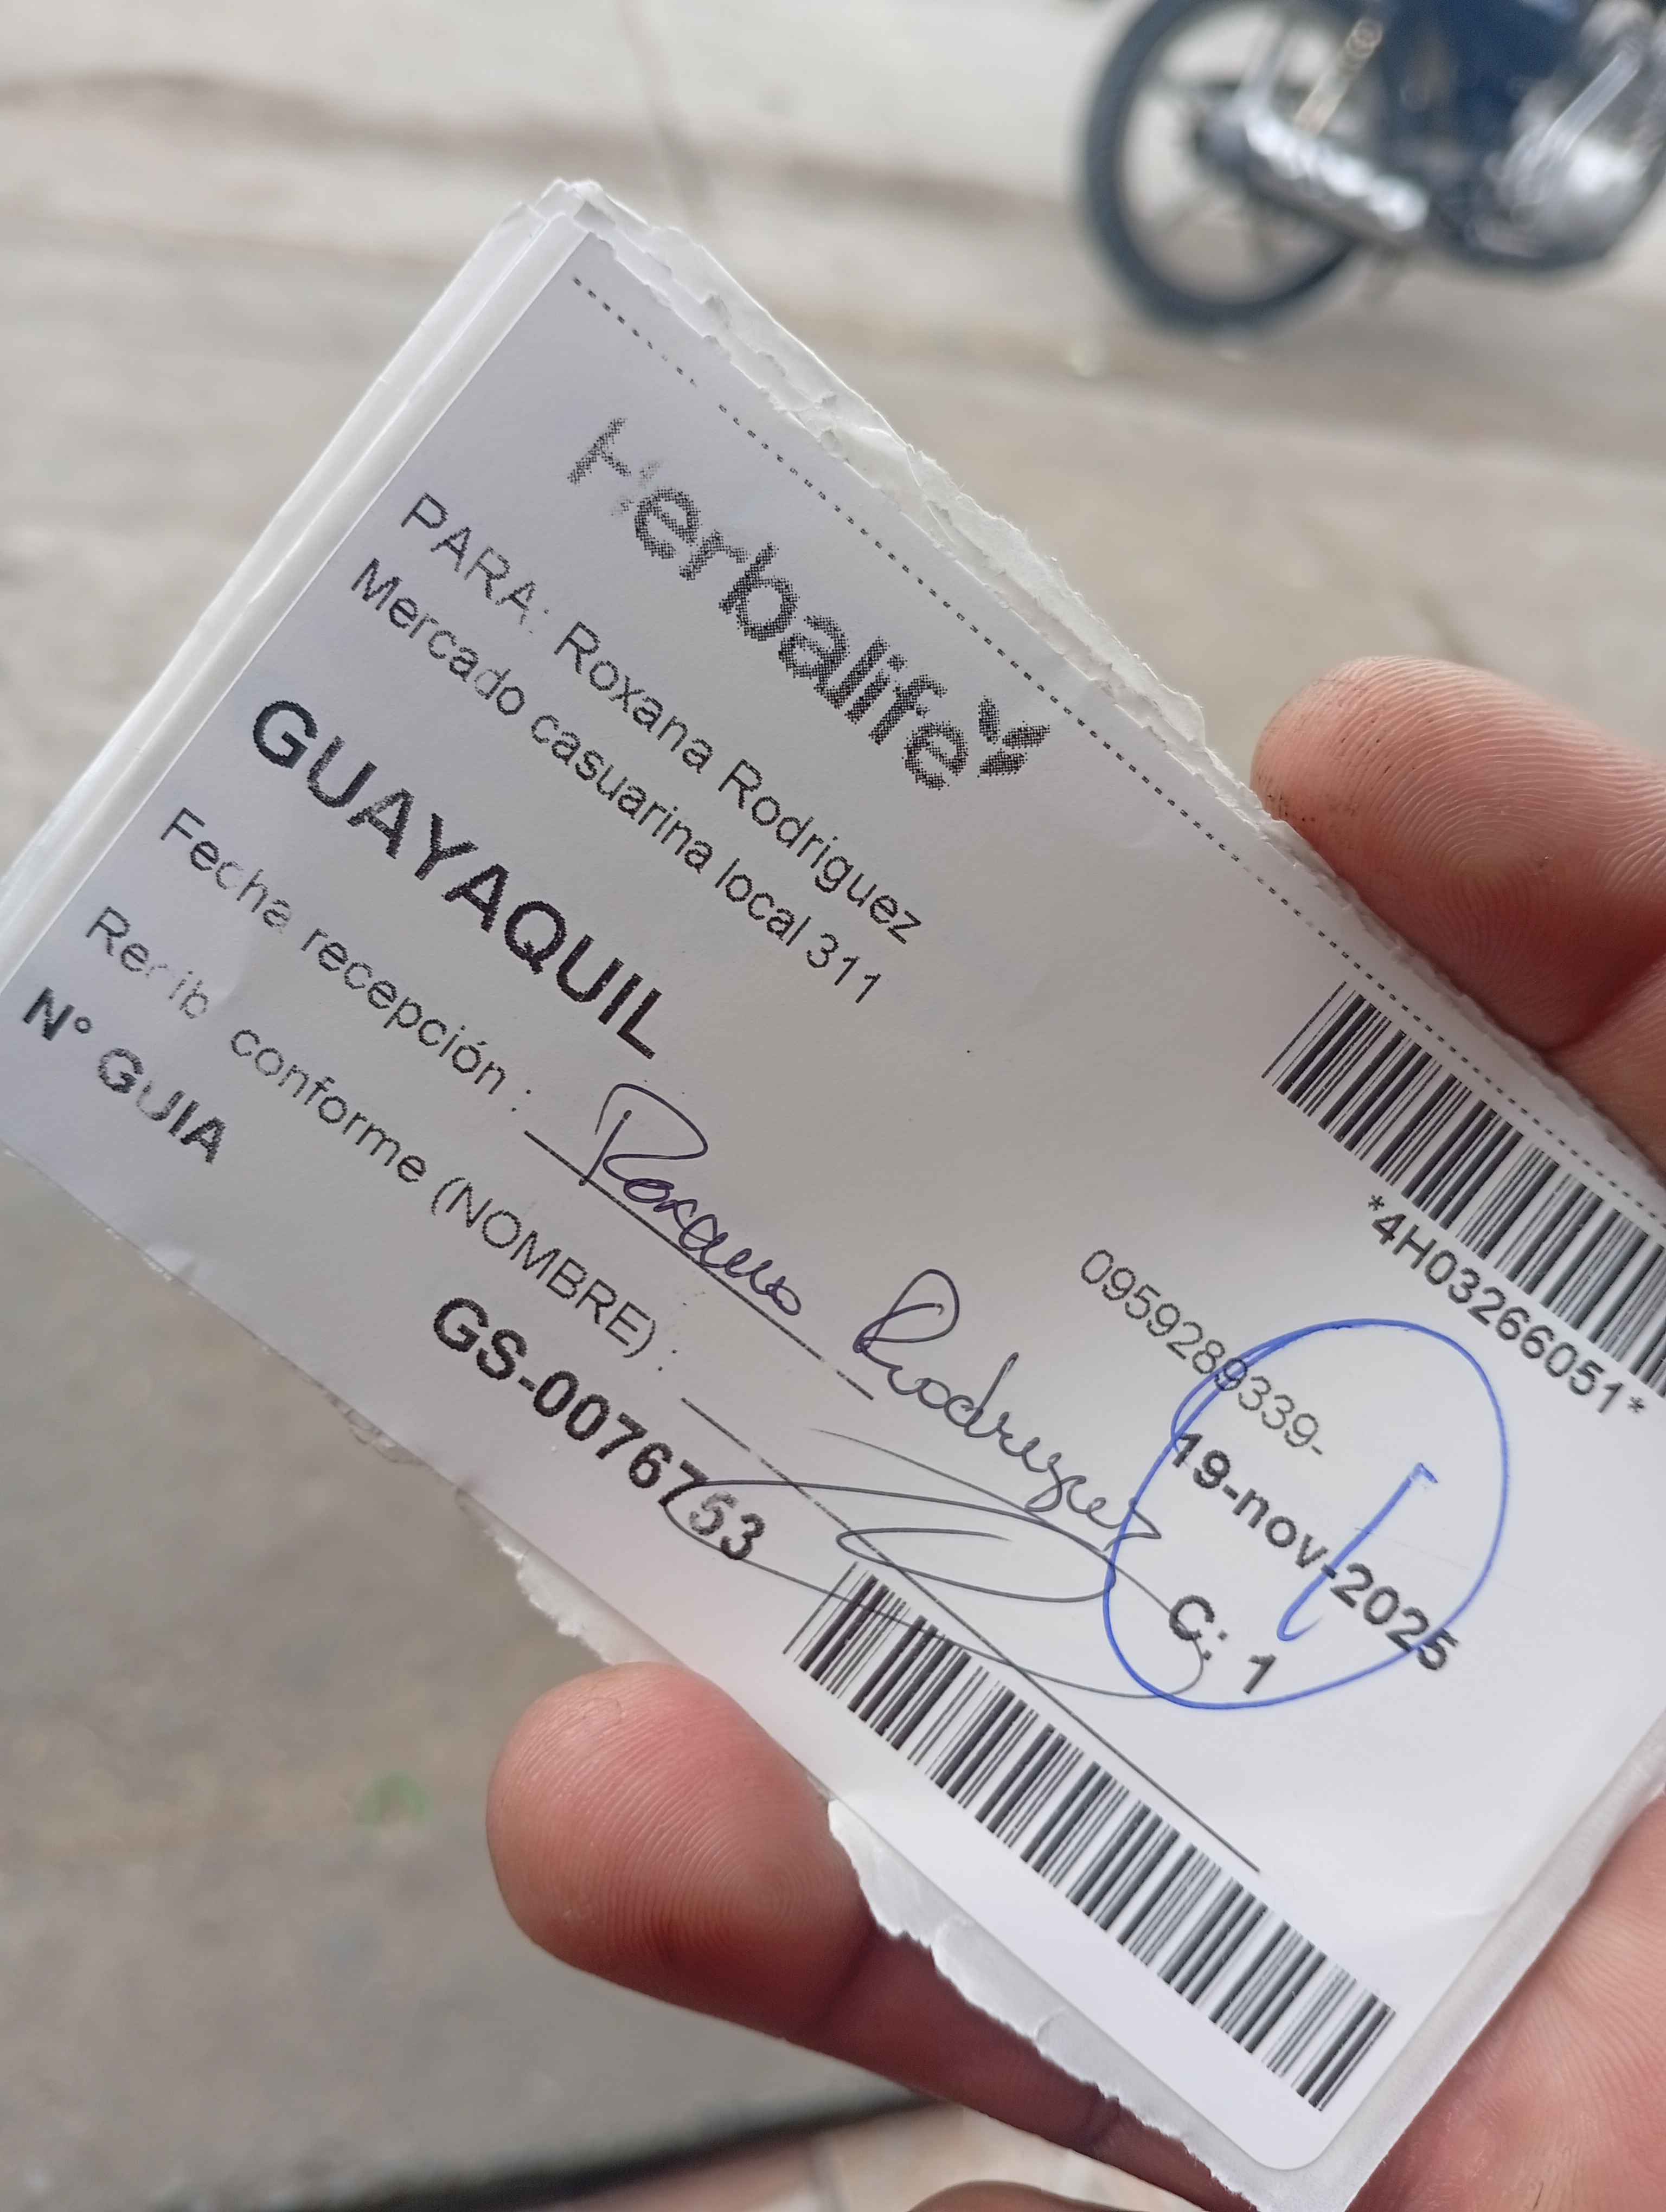 Herbalife
PARA: Roxana Rodriguez
Mercado casuarina local 311
*4H03266051*
GUAYAQUIL
0959289339-
Fecha recepción : Roxana Rodriguez
19-nov-2025
Recib conforme (NOMBRE) :
C: 1
N° GUIA
GS-0076753